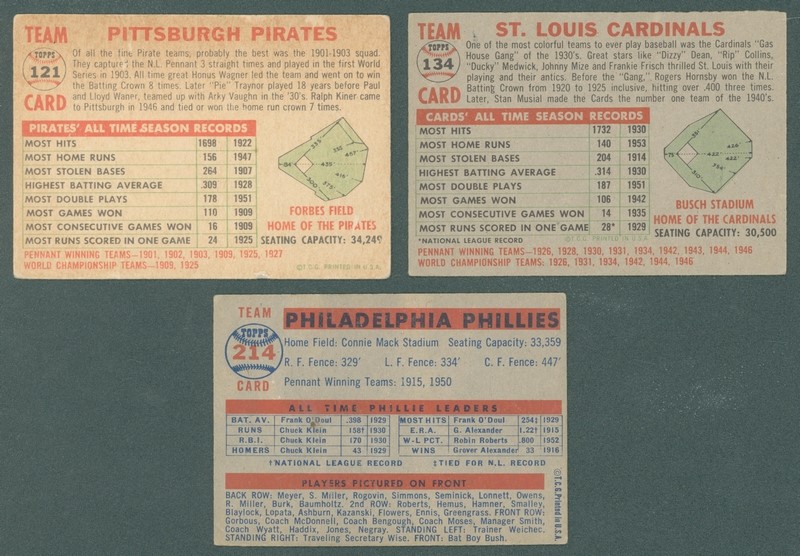 TEAM
TOPPS
121
CARD
PITTSBURGH PIRATES
Of all the fine Pirate teams, probably the best was the 1901-1903 squad.
They captured the N.L. Pennant 3 straight times and played in the first World
Series in 1903. All time great Honus Wagner led the team and went on to win
the Batting Crown 8 times. Later "Pie" Traynor played 18 years before Paul
and Lloyd Waner, teamed up with Arky Vaughn in the '30's. Ralph Kiner came
to Pittsburgh in 1946 and tied or won the home run crown 7 times.
PIRATES' ALL TIME SEASON RECORDS
MOST HITS 1698 1922
MOST HOME RUNS 156 1947
MOST STOLEN BASES 264 1907
HIGHEST BATTING AVERAGE .309 1928
MOST DOUBLE PLAYS 178 1951
MOST GAMES WON 110 1909
MOST CONSECUTIVE GAMES WON 16 1909
MOST RUNS SCORED IN ONE GAME 24 1925
FORBES FIELD
HOME OF THE PIRATES
SEATING CAPACITY: 34,249
PENNANT WINNING TEAMS—1901, 1902, 1903, 1909, 1925, 1927
WORLD CHAMPIONSHIP TEAMS—1909, 1925
©T.C.G. PRINTED IN U.S.A.
TEAM
TOPPS
134
CARD
ST. LOUIS CARDINALS
One of the most colorful teams to ever play baseball was the Cardinals "Gas
House Gang" of the 1930's. Great stars like "Dizzy" Dean, "Rip" Collins,
"Ducky" Medwick, Johnny Mize and Frankie Frisch thrilled St. Louis with their
playing and their antics. Before the "Gang," Rogers Hornsby won the N.L.
Batting Crown from 1920 to 1925 inclusive, hitting over .400 three times.
Later, Stan Musial made the Cards the number one team of the 1940's.
CARDS' ALL TIME SEASON RECORDS
MOST HITS 1732 1930
MOST HOME RUNS 140 1953
MOST STOLEN BASES 204 1914
HIGHEST BATTING AVERAGE .314 1930
MOST DOUBLE PLAYS 187 1951
MOST GAMES WON 106 1942
MOST CONSECUTIVE GAMES WON 14 1935
MOST RUNS SCORED IN ONE GAME 28* 1929
*NATIONAL LEAGUE RECORD
©T.C.G. PRINTED IN U.S.A.
BUSCH STADIUM
HOME OF THE CARDINALS
SEATING CAPACITY: 30,500
PENNANT WINNING TEAMS—1926, 1928, 1930, 1931, 1934, 1942, 1943, 1944, 1946
WORLD CHAMPIONSHIP TEAMS: 1926, 1931, 1934, 1942, 1944, 1946
TEAM
TOPPS
214
CARD
PHILADELPHIA PHILLIES
Home Field: Connie Mack Stadium Seating Capacity: 33,359
R. F. Fence: 329' L. F. Fence: 334' C. F. Fence: 447'
Pennant Winning Teams: 1915, 1950
ALL TIME PHILLIE LEADERS
BAT. AV. Frank O'Doul .398 1929 MOST HITS Frank O'Doul 254‡ 1929
RUNS Chuck Klein 158† 1930 E.R.A. G. Alexander 1.22† 1915
R.B.I. Chuck Klein 170 1930 W-L PCT. Robin Roberts .800 1952
HOMERS Chuck Klein 43 1929 WINS Grover Alexander 33 1916
†NATIONAL LEAGUE RECORD ‡TIED FOR N.L. RECORD
PLAYERS PICTURED ON FRONT
BACK ROW: Meyer, S. Miller, Rogovin, Simmons, Seminick, Lonnett, Owens,
R. Miller, Burk, Baumholtz. 2nd ROW: Roberts, Hemus, Hamner, Smalley,
Blaylock, Lopata, Ashburn, Kazanski, Flowers, Ennis, Greengrass. FRONT ROW:
Gorbous, Coach McDonnell, Coach Bengough, Coach Moses, Manager Smith,
Coach Wyatt, Haddix, Jones, Negray. STANDING LEFT: Trainer Weichec.
STANDING RIGHT: Traveling Secretary Wise. FRONT: Bat Boy Bush.
©T.C.G. Printed in U.S.A.